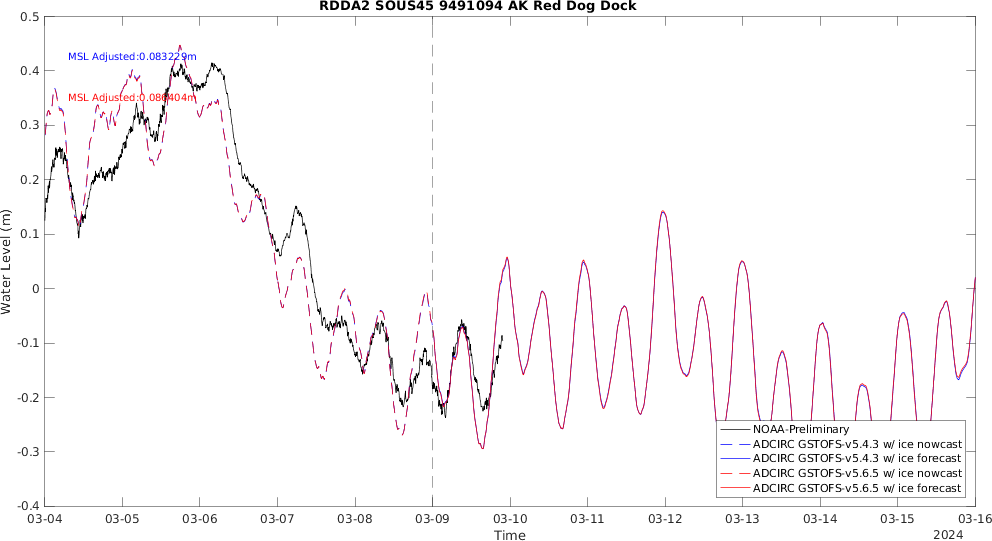 RDDA2 SOUS45 9491094 AK Red Dog Dock
0.5
0.4
0.3
0.2
0.1
0
-0.1
-0.2
-0.3
-0.4
Water Level (m)
MSL Adjusted:0.083229m
MSL Adjusted:0.086404m
NOAA-Preliminary
ADCIRC GSTOFS-v5.4.3 w/ ice nowcast
ADCIRC GSTOFS-v5.4.3 w/ ice forecast
ADCIRC GSTOFS-v5.6.5 w/ ice nowcast
ADCIRC GSTOFS-v5.6.5 w/ ice forecast
03-04 03-05 03-06 03-07 03-08 03-09 03-10 03-11 03-12 03-13 03-14 03-15 03-16
Time
2024